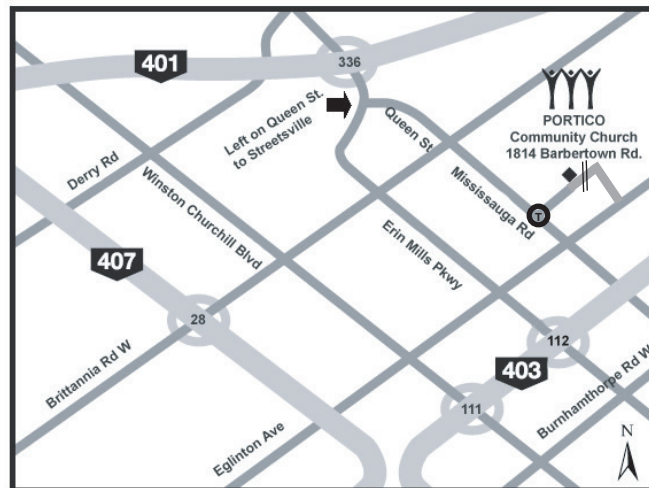 401
336
Left on Queen St.
to Streetsville
PORTICO
Community Church
1814 Barbertown Rd.
Queen St
Derry Rd
Winston Churchill Blvd
Mississauga Rd
T
Erin Mills Pkwy
407
28
112
Brittannia Rd W
403
Burnhamthorpe Rd W
111
Eglinton Ave
N